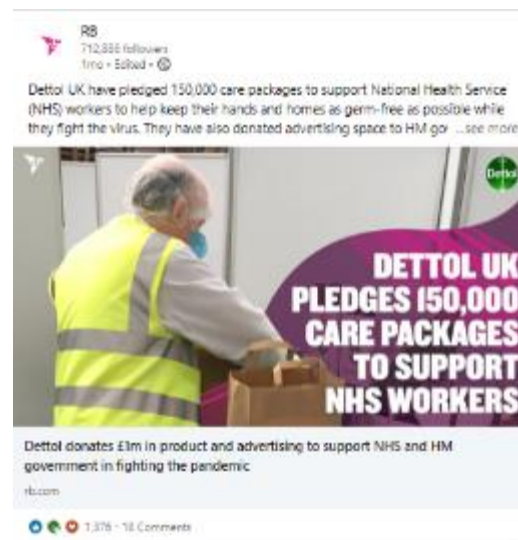 RB
712,886 followers
1mo • Edited •
Dettol UK have pledged 150,000 care packages to support National Health Service
(NHS) workers to help keep their hands and homes as germ-free as possible while
they fight the virus. They have also donated advertising space to HM gov ...see more
Dettol
DETTOL UK
PLEDGES 150,000
CARE PACKAGES
TO SUPPORT
NHS WORKERS
Dettol donates £1m in product and advertising to support NHS and HM
government in fighting the pandemic
rb.com
1,376 • 18 Comments